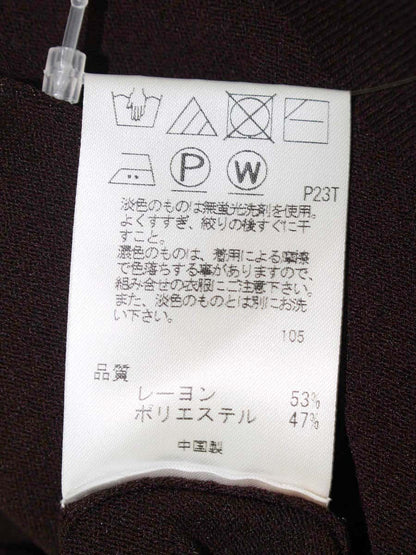 P W
P23T
淡色のものは無蛍光洗剤を使用。
よくすすぎ、絞りの後すぐに干
すこと。
濃色のものは、着用による摩擦
で色落ちする事がありますので、
組み合せの衣服にご注意下さい。
また、淡色のものとは別にお洗
い下さい。
105
品質
レーヨン 53%
ポリエステル 47%
中国製